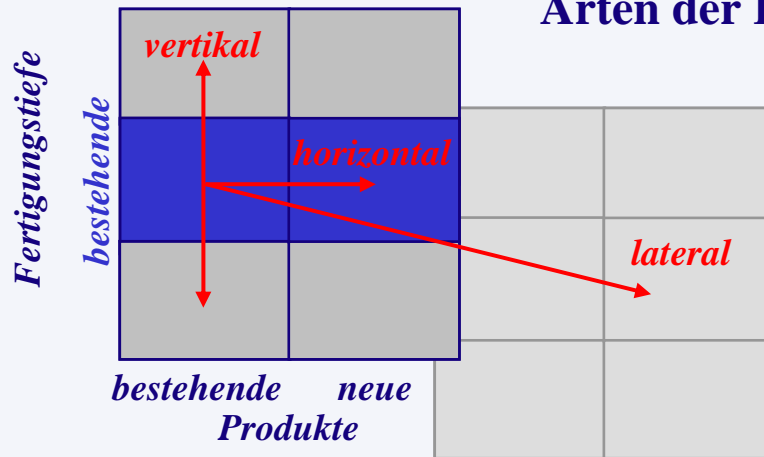 Arten der
vertikal
Fertigungstiefe
bestehende
horizontal
lateral
bestehende neue
Produkte